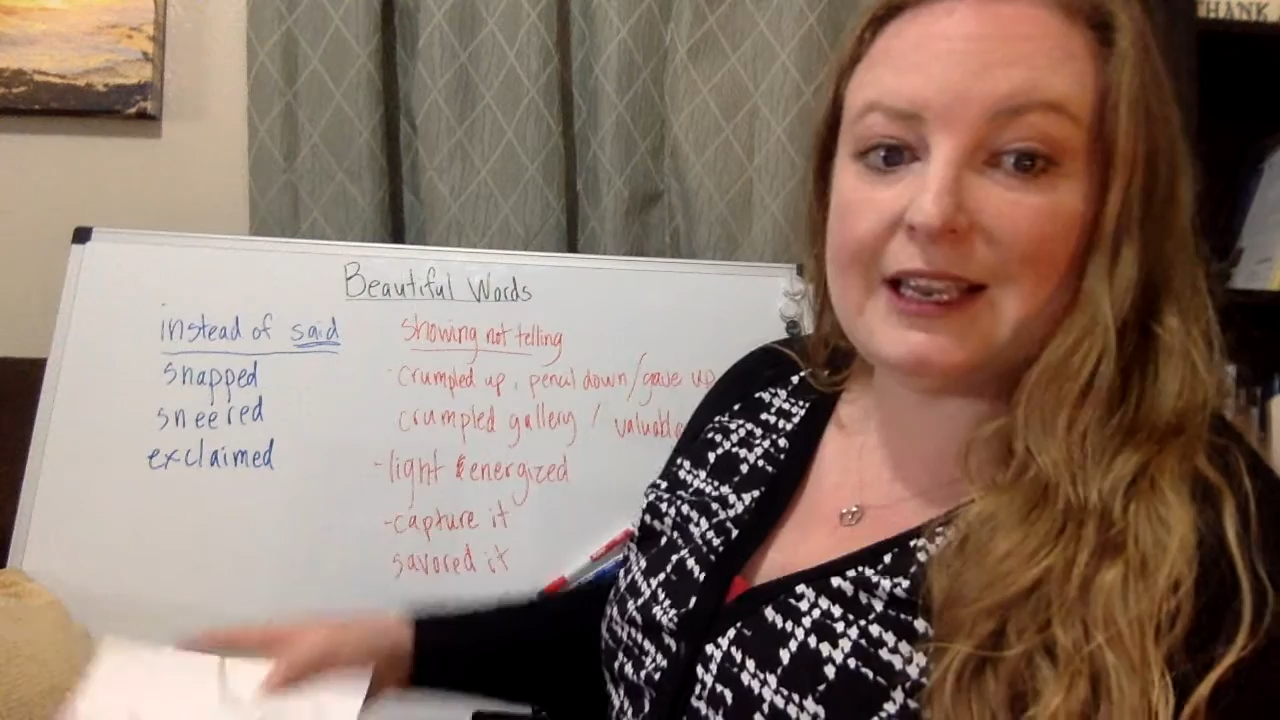 THANK
Beautiful Words
instead of said
snapped
sneered
exclaimed
showing not telling
- crumpled up, pencil down/gave up
crumpled gallery / valuable
- light & energized
- capture it
savored it